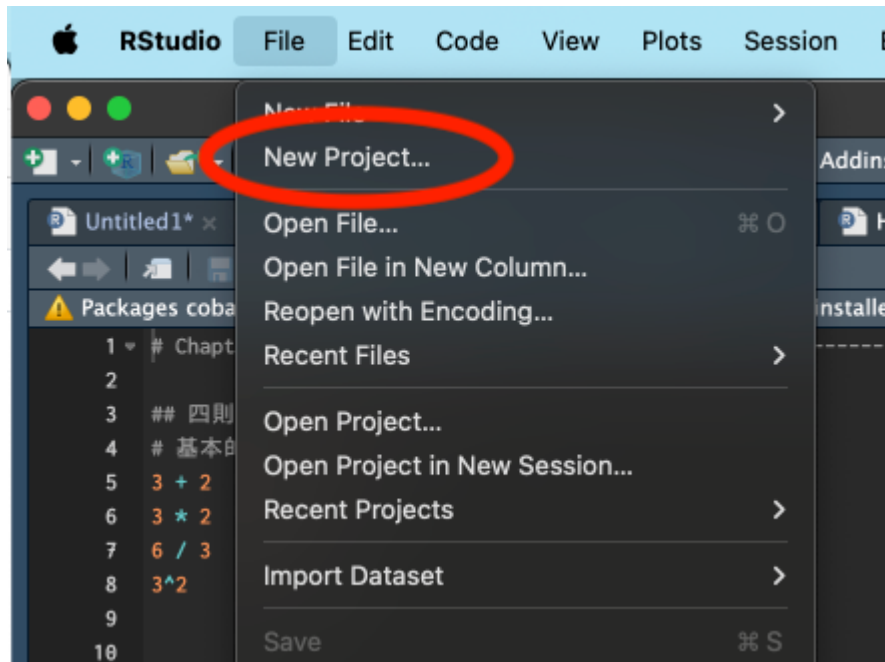 RStudio File Edit Code View Plots Session
New File
New Project...
Addins
Untitled1*
Open File... ⌘ O
Open File in New Column...
Packages coba
Reopen with Encoding...
installe
1 # Chapt
Recent Files
2
3 ## 四則
Open Project...
4 # 基本的
Open Project in New Session...
5 3 + 2
6 3 * 2
Recent Projects
7 6 / 3
Import Dataset
8 3^2
9
10
Save ⌘ S